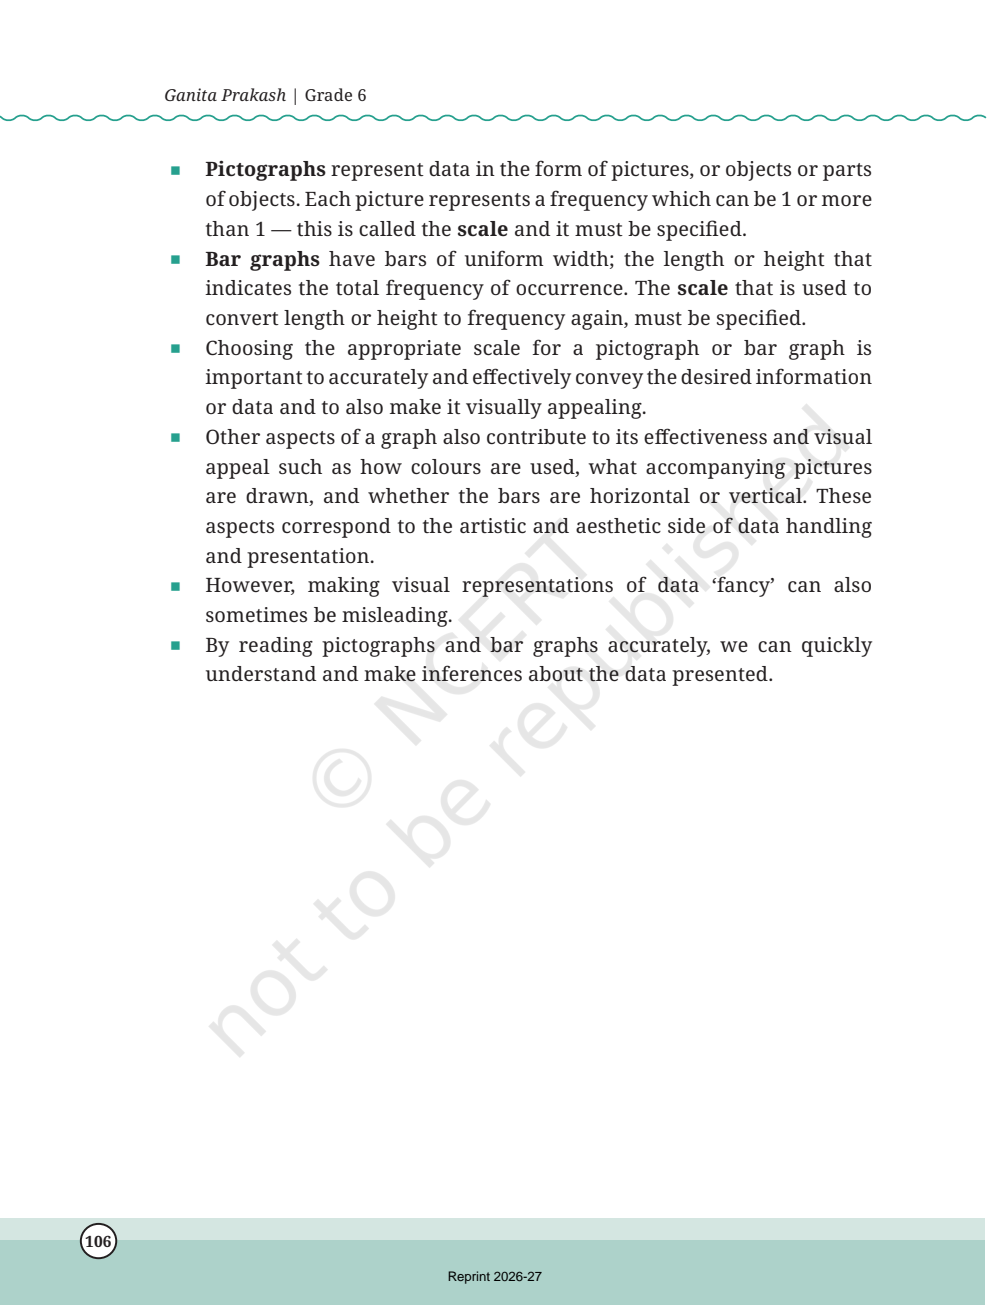 Ganita Prakash | Grade 6
■ Pictographs represent data in the form of pictures, or objects or parts
of objects. Each picture represents a frequency which can be 1 or more
than 1 — this is called the scale and it must be specified.
■ Bar graphs have bars of uniform width; the length or height that
indicates the total frequency of occurrence. The scale that is used to
convert length or height to frequency again, must be specified.
■ Choosing the appropriate scale for a pictograph or bar graph is
important to accurately and effectively convey the desired information
or data and to also make it visually appealing.
■ Other aspects of a graph also contribute to its effectiveness and visual
appeal such as how colours are used, what accompanying pictures
are drawn, and whether the bars are horizontal or vertical. These
aspects correspond to the artistic and aesthetic side of data handling
and presentation.
■ However, making visual representations of data ‘fancy’ can also
sometimes be misleading.
■ By reading pictographs and bar graphs accurately, we can quickly
understand and make inferences about the data presented.
© NCERT
not to be republished
106
Reprint 2026-27